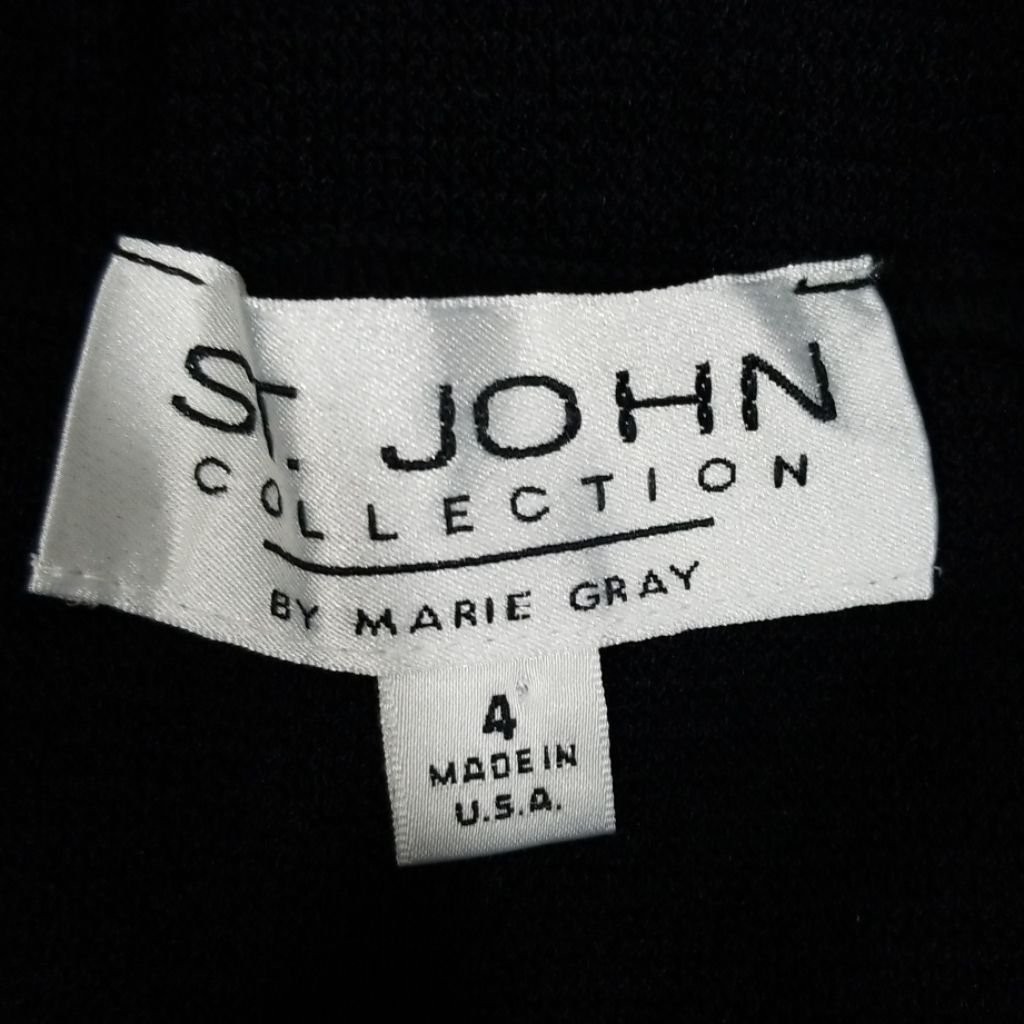 ST. JOHN
COLLECTION
BY MARIE GRAY
4
MADE IN
U.S.A.